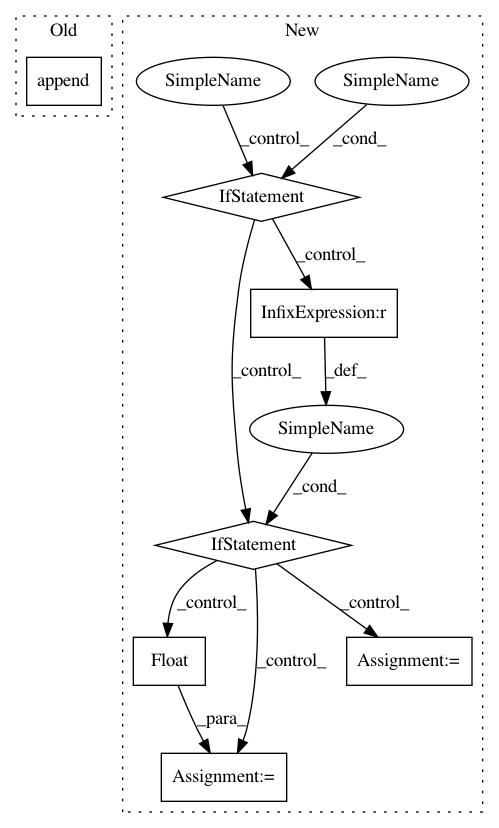 Old
New
append
SimpleName
SimpleName
_control_
_cond_
IfStatement
_control_
InfixExpression:r
_control_
_def_
SimpleName
_cond_
IfStatement
_control_
_control_
_control_
Float
Assignment:=
_para_
Assignment:=